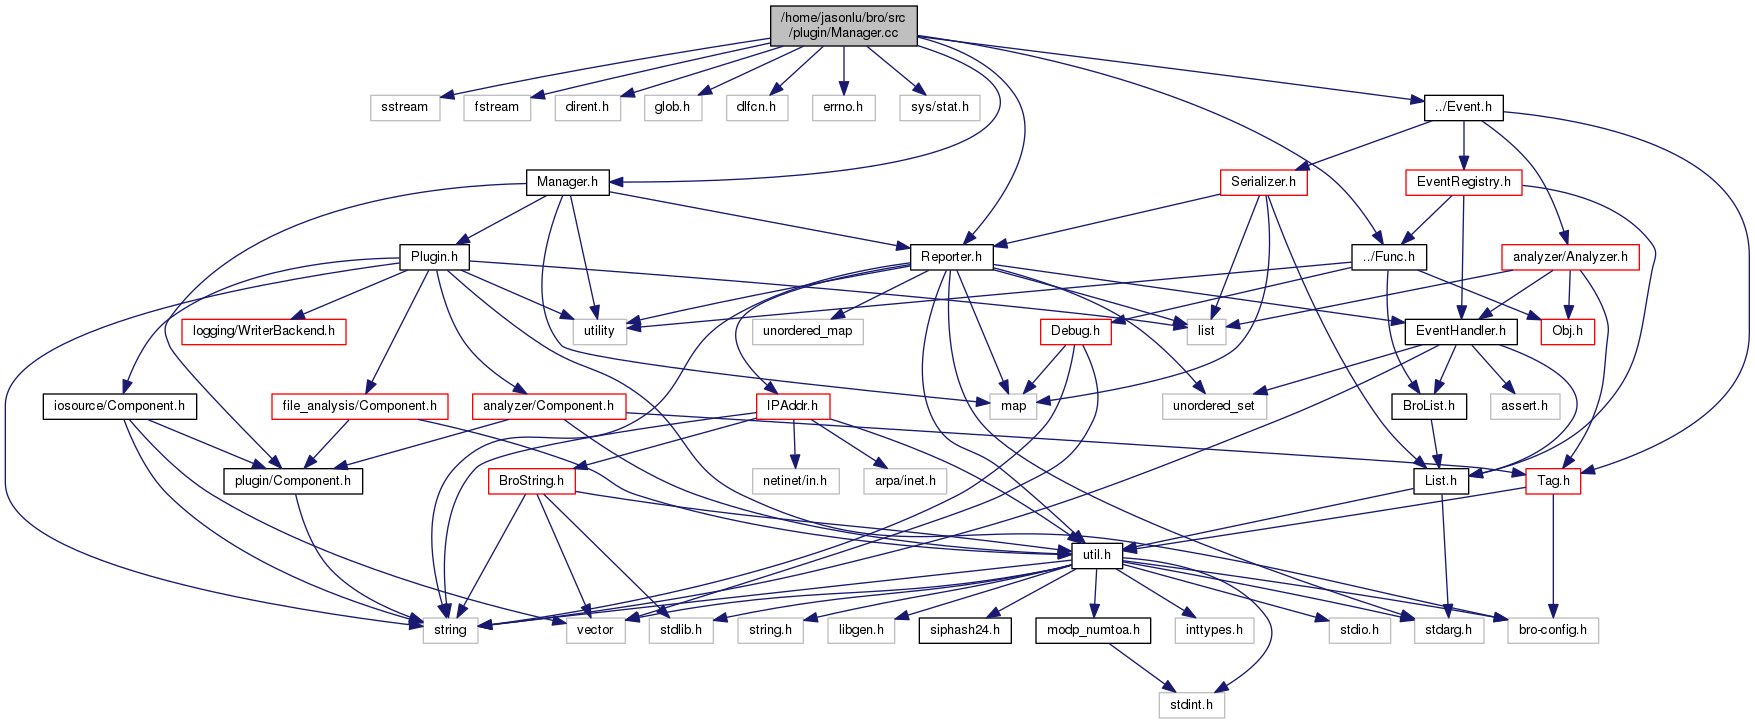 /home/jasonlu/bro/src
/plugin/Manager.cc
sstream
fstream
dirent.h
glob.h
dlfcn.h
errno.h
sys/stat.h
../Event.h
Manager.h
Serializer.h
EventRegistry.h
Plugin.h
Reporter.h
../Func.h
analyzer/Analyzer.h
logging/WriterBackend.h
utility
unordered_map
Debug.h
list
EventHandler.h
Obj.h
iosource/Component.h
file_analysis/Component.h
analyzer/Component.h
IPAddr.h
map
unordered_set
BroList.h
assert.h
plugin/Component.h
BroString.h
netinet/in.h
arpa/inet.h
List.h
Tag.h
util.h
string
vector
stdlib.h
string.h
libgen.h
siphash24.h
modp_numtoa.h
inttypes.h
stdio.h
stdarg.h
bro-config.h
stdint.h